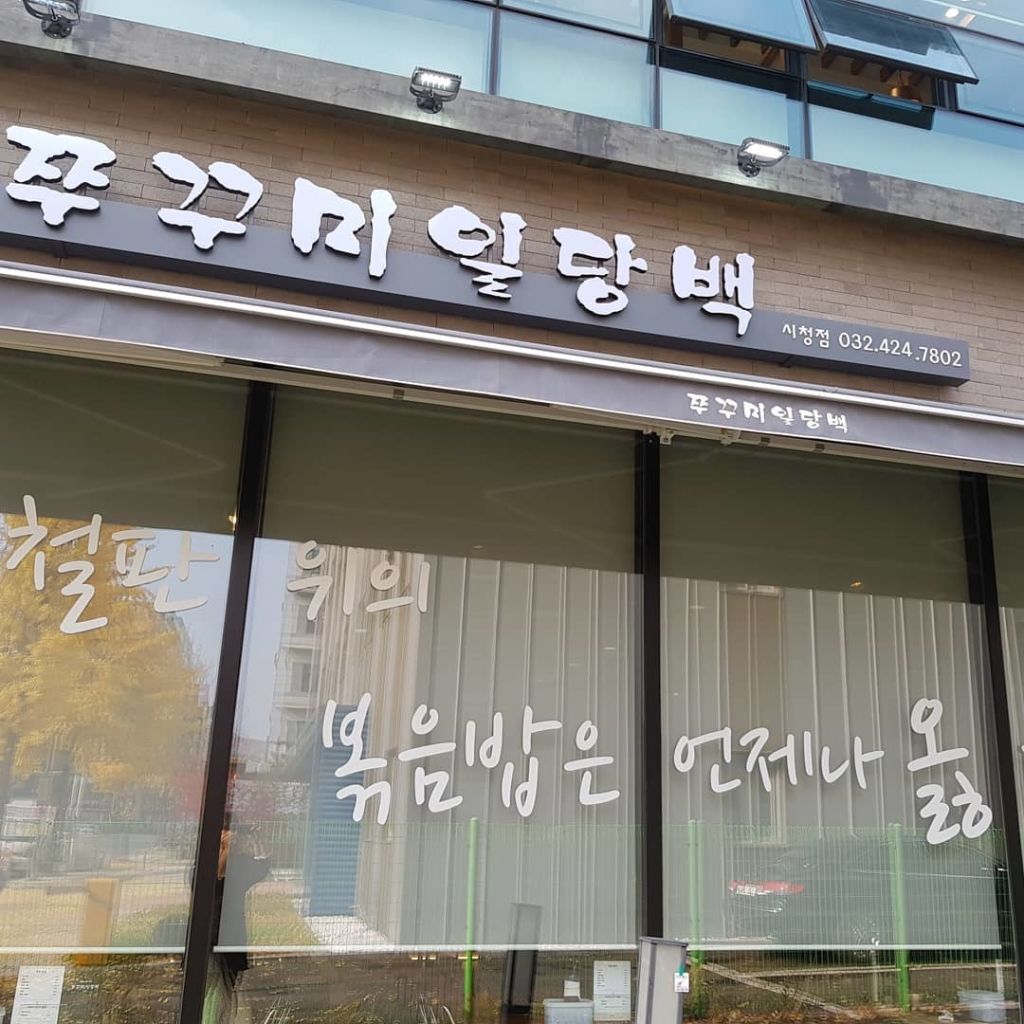 쭈꾸미일당백
시청점 032.424.7802
쭈꾸미일당백
철판 위의
볶음밥은 언제나 옳